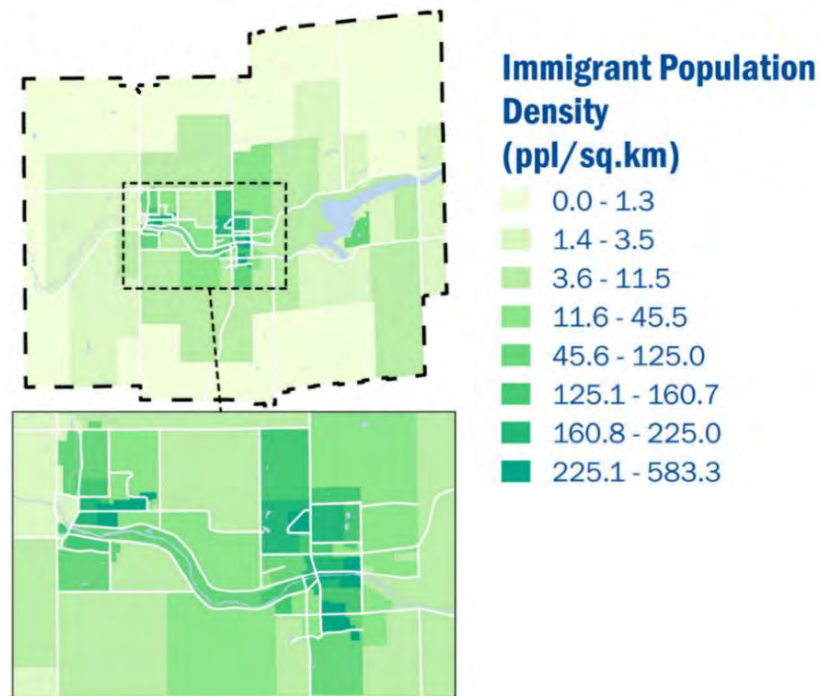 Immigrant Population
Density
(ppl/sq.km)
0.0 - 1.3
1.4 - 3.5
3.6 - 11.5
11.6 - 45.5
45.6 - 125.0
125.1 - 160.7
160.8 - 225.0
225.1 - 583.3